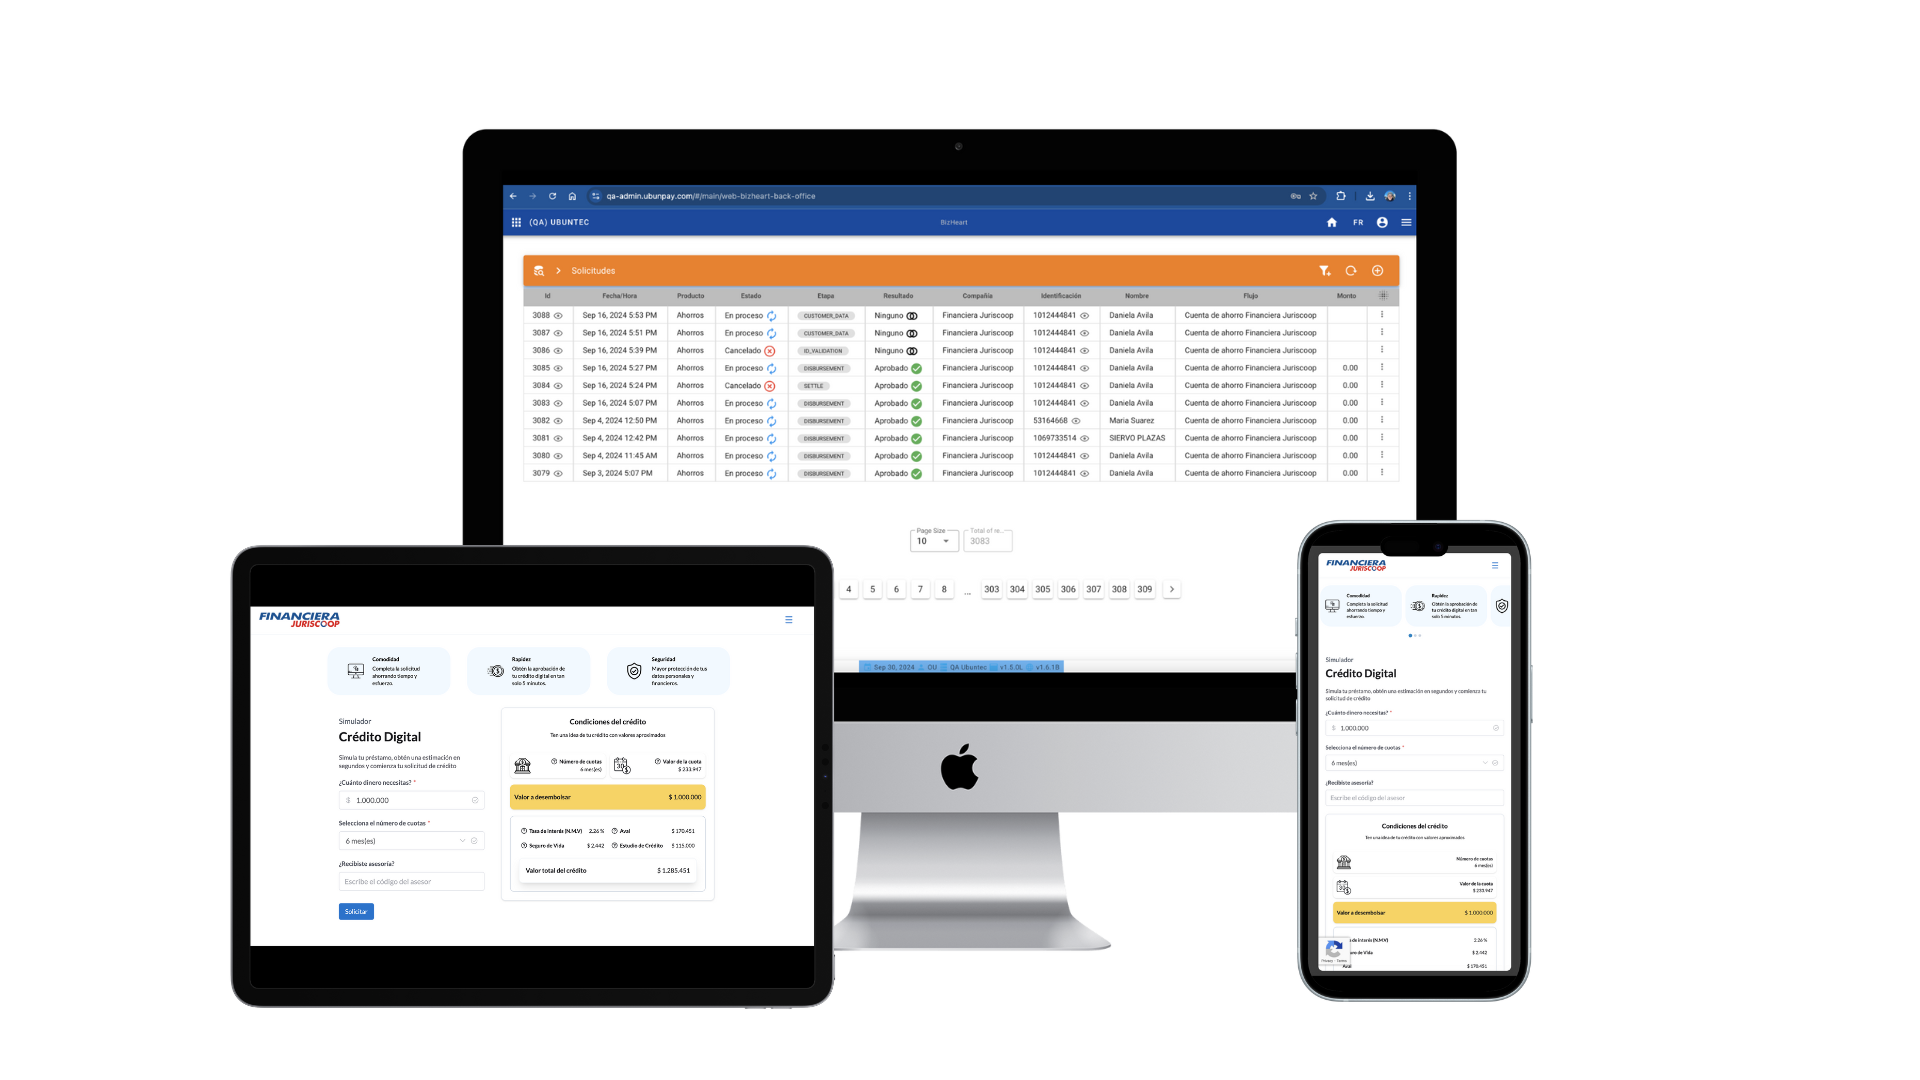 qa-admin.ubunpay.com/#/main/web-bizheart-back-office
(QA) UBUNTEC
BizHeart
FR
Solicitudes
Id Fecha/Hora Producto Estado Etapa Resultado Compañía Identificación Nombre Flujo Monto
3088 Sep 16, 2024 5:53 PM Ahorros En proceso CUSTOMER_DATA Ninguno Financiera Juriscoop 1012444841 Daniela Avila Cuenta de ahorro Financiera Juriscoop
3087 Sep 16, 2024 5:51 PM Ahorros En proceso CUSTOMER_DATA Ninguno Financiera Juriscoop 1012444841 Daniela Avila Cuenta de ahorro Financiera Juriscoop
3086 Sep 16, 2024 5:39 PM Ahorros Cancelado ID_VALIDATION Ninguno Financiera Juriscoop 1012444841 Daniela Avila Cuenta de ahorro Financiera Juriscoop
3085 Sep 16, 2024 5:27 PM Ahorros En proceso DISBURSEMENT Aprobado Financiera Juriscoop 1012444841 Daniela Avila Cuenta de ahorro Financiera Juriscoop 0.00
3084 Sep 16, 2024 5:24 PM Ahorros Cancelado SETTLE Aprobado Financiera Juriscoop 1012444841 Daniela Avila Cuenta de ahorro Financiera Juriscoop 0.00
3083 Sep 16, 2024 5:07 PM Ahorros En proceso DISBURSEMENT Aprobado Financiera Juriscoop 1012444841 Daniela Avila Cuenta de ahorro Financiera Juriscoop 0.00
3082 Sep 4, 2024 12:50 PM Ahorros En proceso DISBURSEMENT Aprobado Financiera Juriscoop 53164668 Maria Suarez Cuenta de ahorro Financiera Juriscoop 0.00
3081 Sep 4, 2024 12:42 PM Ahorros En proceso DISBURSEMENT Aprobado Financiera Juriscoop 1069733514 SIERVO PLAZAS Cuenta de ahorro Financiera Juriscoop 0.00
3080 Sep 4, 2024 11:45 AM Ahorros En proceso DISBURSEMENT Aprobado Financiera Juriscoop 1012444841 Daniela Avila Cuenta de ahorro Financiera Juriscoop 0.00
3079 Sep 3, 2024 5:07 PM Ahorros En proceso DISBURSEMENT Aprobado Financiera Juriscoop 1012444841 Daniela Avila Cuenta de ahorro Financiera Juriscoop 0.00
Page Size
10
Total of re...
3083
4 5 6 7 8 ... 303 304 305 306 307 308 309
Sep 30, 2024 OU QA Ubuntec v1.5.0L v1.6.1B
FINANCIERA
JURISCOOP
Comodidad
Completa la solicitud
ahorrando tiempo y
esfuerzo.
Rapidez
Obtén la aprobación de
tu crédito digital en tan
solo 5 minutos.
Seguridad
Mayor protección de tus
datos personales y
financieros.
Simulador
Crédito Digital
Simula tu préstamo, obtén una estimación en
segundos y comienza tu solicitud de crédito
¿Cuánto dinero necesitas? *
$ 1.000.000
Selecciona el número de cuotas *
6 mes(es)
¿Recibiste asesoría?
Escribe el código del asesor
Solicitar
Condiciones del crédito
Ten una idea de tu crédito con valores aproximados
Número de cuotas
6 mes(es)
30
$
Valor de la cuota
$ 233.947
Valor a desembolsar $ 1.000.000
Tasa de Interés (N.M.V) 2.26 % Aval $ 170.451
Seguro de Vida $ 2.442 Estudio de Crédito $ 115.000
Valor total del crédito $ 1.285.451
FINANCIERA
JURISCOOP
Comodidad
Completa la solicitud
ahorrando tiempo y
esfuerzo.
Rapidez
Obtén la aprobación de
tu crédito digital en tan
solo 5 minutos.
Simulador
Crédito Digital
Simula tu préstamo, obtén una estimación en segundos y comienza tu
solicitud de crédito
¿Cuánto dinero necesitas? *
$ 1.000.000
Selecciona el número de cuotas *
6 mes(es)
¿Recibiste asesoría?
Escribe el código del asesor
Condiciones del crédito
Ten una idea de tu crédito con valores aproximados
Número de cuotas
6 mes(es)
30
$
Valor de la cuota
$ 233.947
Valor a desembolsar $ 1.000.000
de Interés (N.M.V) 2.26 %
uro de Vida $ 2.442
Aval $ 170.451
Privacy - Terms